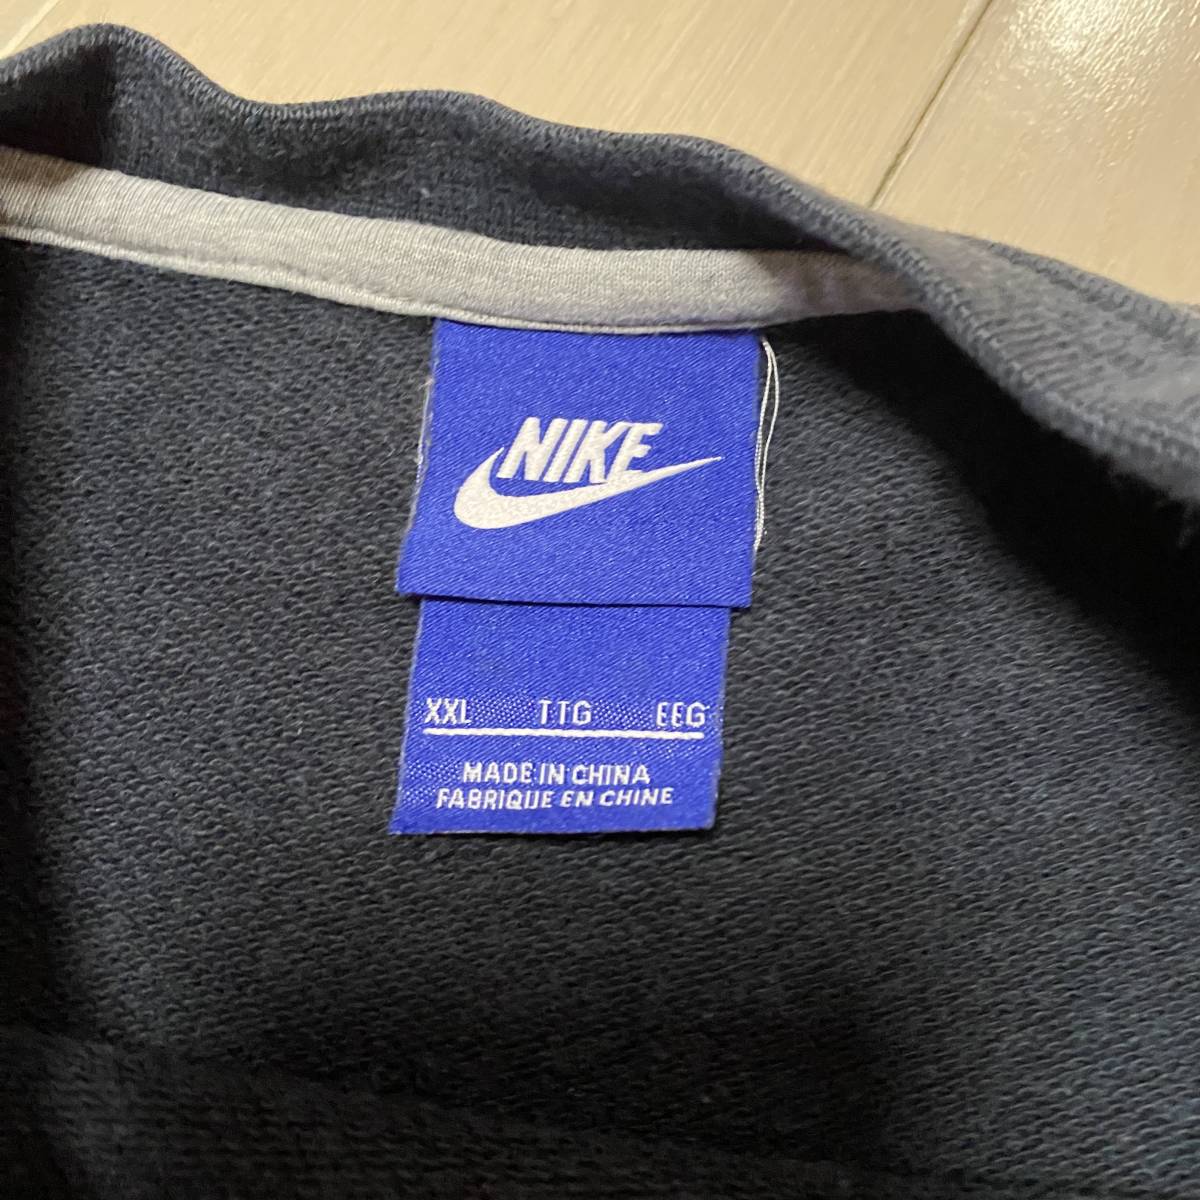 NIKE
XXL TTG EEG
MADE IN CHINA
FABRIQUE EN CHINE